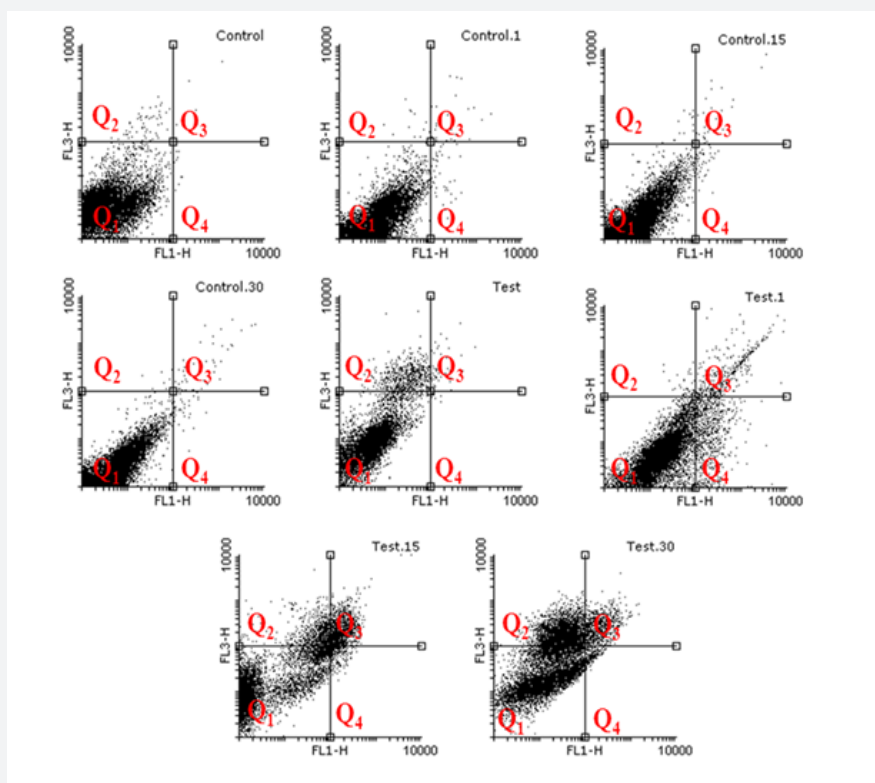 Control
10000
FL3-H
Q2
Q3
Q1
Q4
FL1-H
10000
Control.1
10000
FL3-H
Q2
Q3
Q1
Q4
FL1-H
10000
Control.15
10000
FL3-H
Q2
Q3
Q1
Q4
FL1-H
10000
Control.30
10000
FL3-H
Q2
Q3
Q1
Q4
FL1-H
10000
Test
10000
FL3-H
Q2
Q3
Q1
Q4
FL1-H
10000
Test.1
10000
FL3-H
Q2
Q3
Q1
Q4
FL1-H
10000
Test.15
10000
FL3-H
Q2
Q3
Q1
Q4
FL1-H
10000
Test.30
10000
FL3-H
Q2
Q3
Q1
Q4
FL1-H
10000